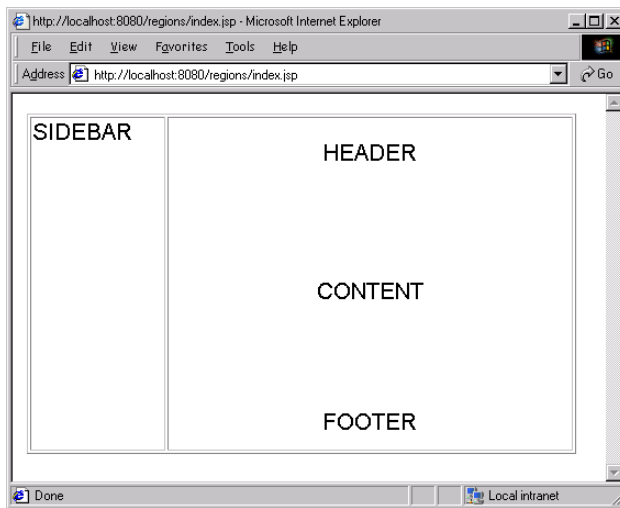 http://localhost:8080/regions/index.jsp - Microsoft Internet Explorer
File Edit View Favorites Tools Help
Address http://localhost:8080/regions/index.jsp Go
SIDEBAR
HEADER
CONTENT
FOOTER
Done Local intranet